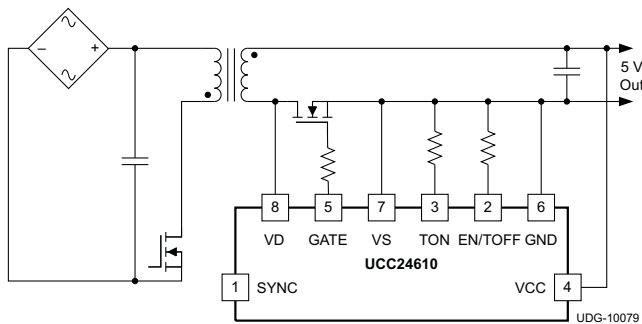 − +
5 V
Out
8 5 7 3 2 6
VD GATE VS TON EN/TOFF GND
UCC24610
1 SYNC VCC 4
UDG-10079